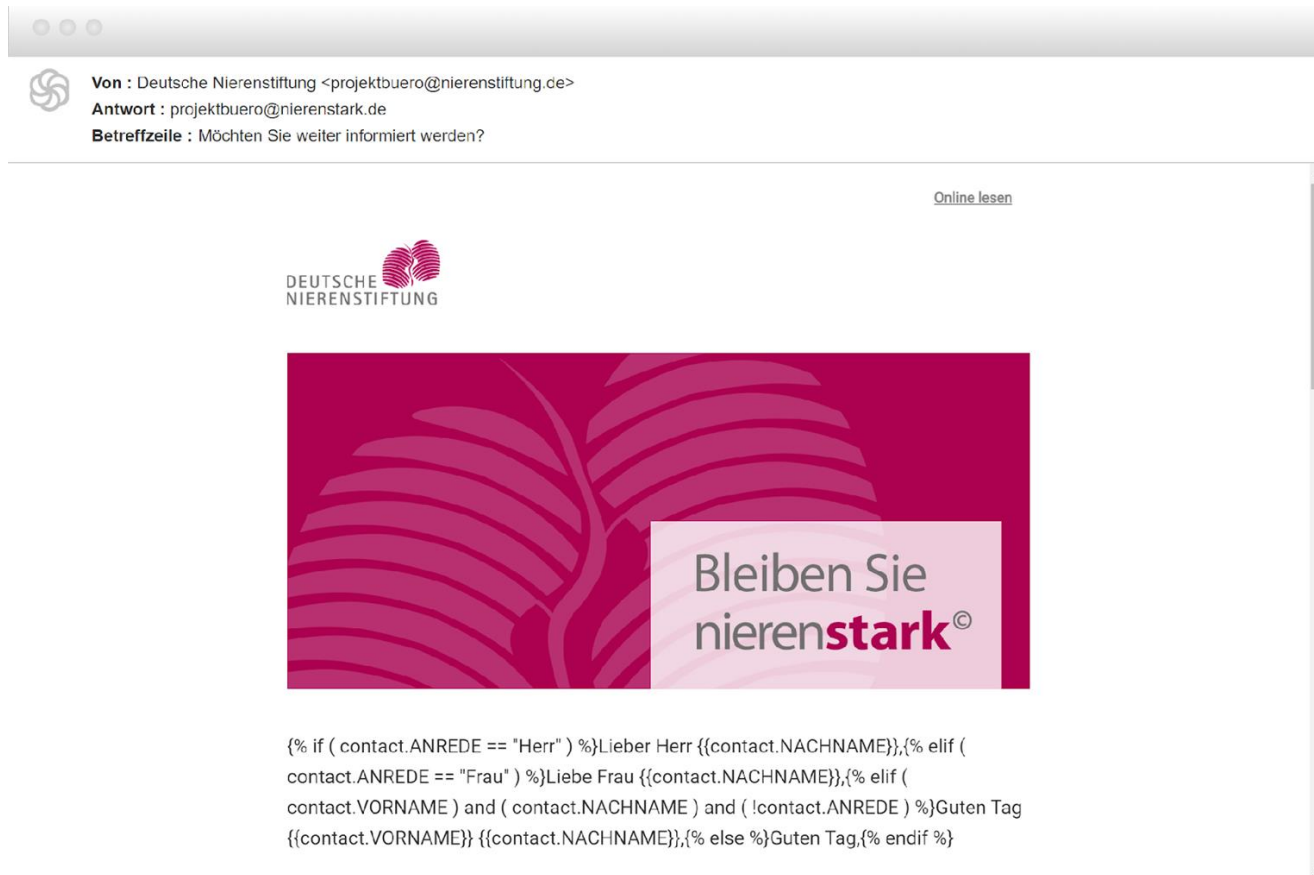 Von : Deutsche Nierenstiftung <projektbuero@nierenstiftung.de>
Antwort : projektbuero@nierenstark.de
Betreffzeile : Möchten Sie weiter informiert werden?
Online lesen
DEUTSCHE
NIERENSTIFTUNG
Bleiben Sie
nierenstark©
{% if ( contact.ANREDE == "Herr" ) %}Lieber Herr {{contact.NACHNAME}},{% elif (
contact.ANREDE == "Frau" ) %}Liebe Frau {{contact.NACHNAME}},{% elif (
contact.VORNAME ) and ( contact.NACHNAME ) and ( !contact.ANREDE ) %}Guten Tag
{{contact.VORNAME}} {{contact.NACHNAME}},{% else %}Guten Tag,{% endif %}